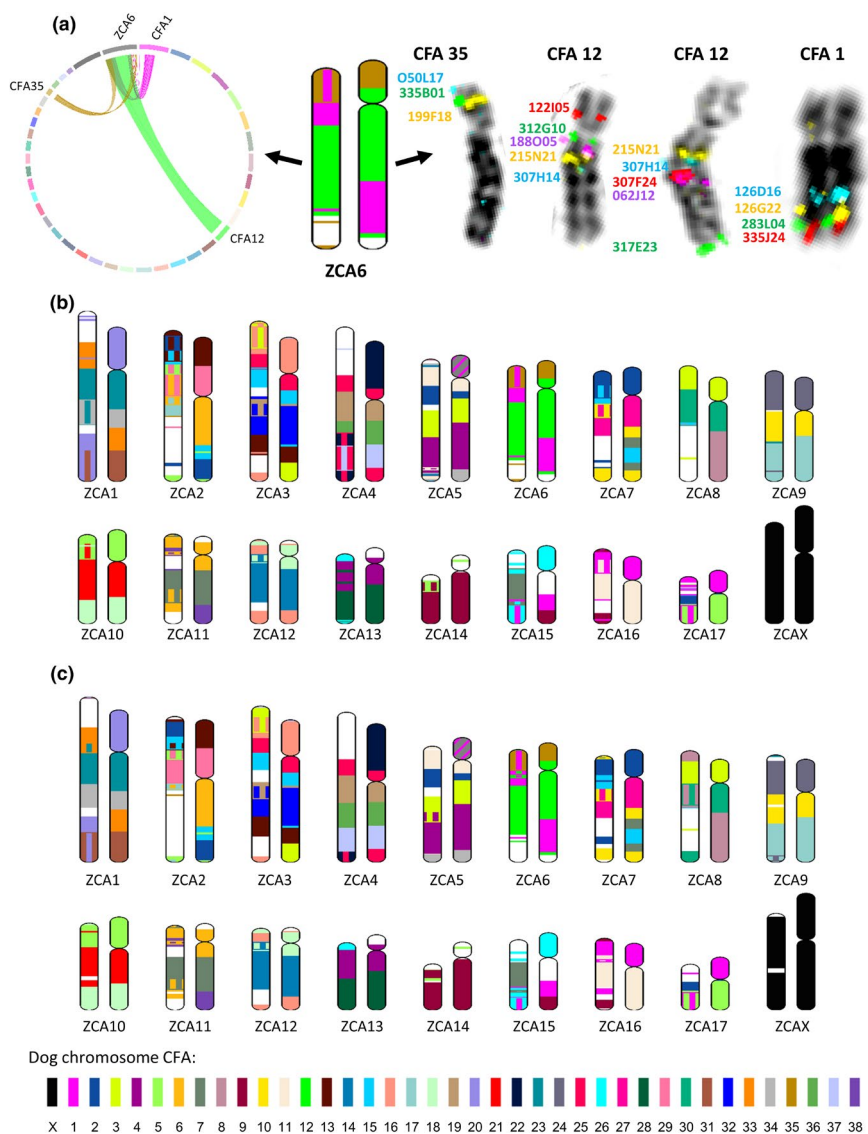 (a)
ZCA6
CFA1
CFA35
CFA12
ZCA6
CFA 35
O50L17
335B01
199F18
CFA 12
122I05
312G10
188O05
215N21
307H14
CFA 12
215N21
307H14
307F24
062J12
317E23
CFA 1
126D16
126G22
283L04
335J24
(b)
ZCA1 ZCA2 ZCA3 ZCA4 ZCA5 ZCA6 ZCA7 ZCA8 ZCA9
ZCA10 ZCA11 ZCA12 ZCA13 ZCA14 ZCA15 ZCA16 ZCA17 ZCAX
(c)
ZCA1 ZCA2 ZCA3 ZCA4 ZCA5 ZCA6 ZCA7 ZCA8 ZCA9
ZCA10 ZCA11 ZCA12 ZCA13 ZCA14 ZCA15 ZCA16 ZCA17 ZCAX
Dog chromosome CFA:
X 1 2 3 4 5 6 7 8 9 10 11 12 13 14 15 16 17 18 19 20 21 22 23 24 25 26 27 28 29 30 31 32 33 34 35 36 37 38